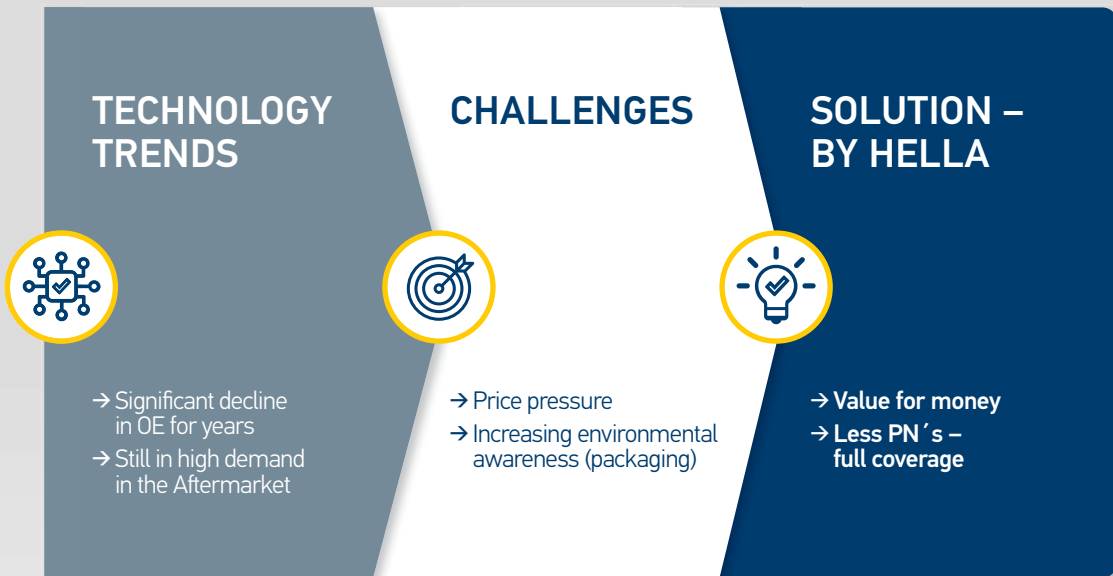 TECHNOLOGY
TRENDS
→ Significant decline
in OE for years
→ Still in high demand
in the Aftermarket
CHALLENGES
→ Price pressure
→ Increasing environmental
awareness (packaging)
SOLUTION –
BY HELLA
→ Value for money
→ Less PN´s –
full coverage